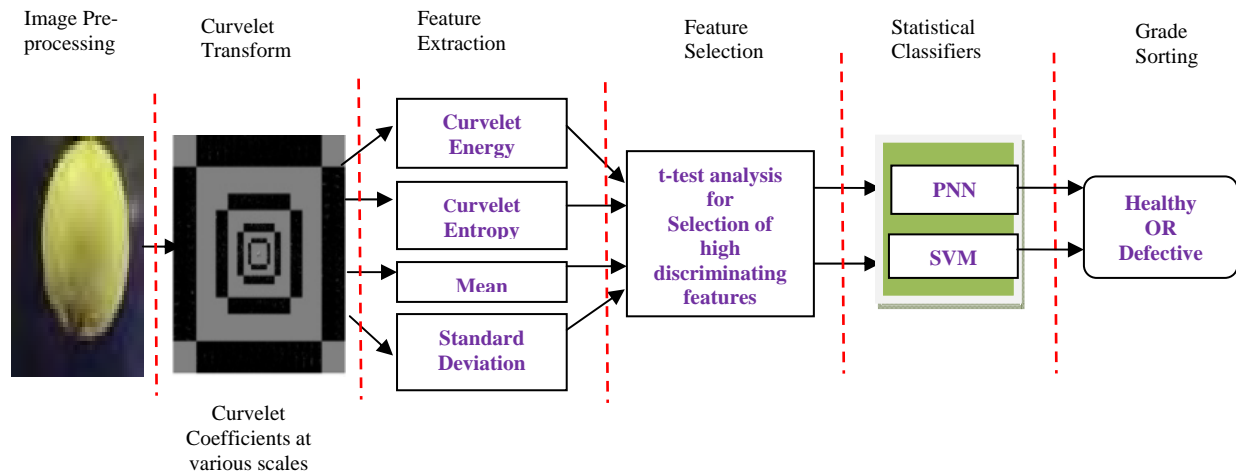 Image Pre-
processing
Curvelet
Transform
Feature
Extraction
Feature
Selection
Statistical
Classifiers
Grade
Sorting
Curvelet
Energy
Curvelet
Entropy
Mean
Standard
Deviation
t-test analysis
for
Selection of
high
discriminating
features
PNN
SVM
Healthy
OR
Defective
Curvelet
Coefficients at
various scales